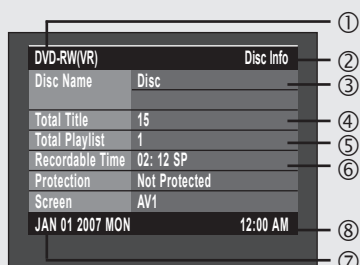 ①
DVD-RW(VR) Disc Info ②
Disc Name Disc ③
Total Title 15 ④
Total Playlist 1 ⑤
Recordable Time 02: 12 SP ⑥
Protection Not Protected
Screen AV1
JAN 01 2007 MON 12:00 AM ⑧
⑦